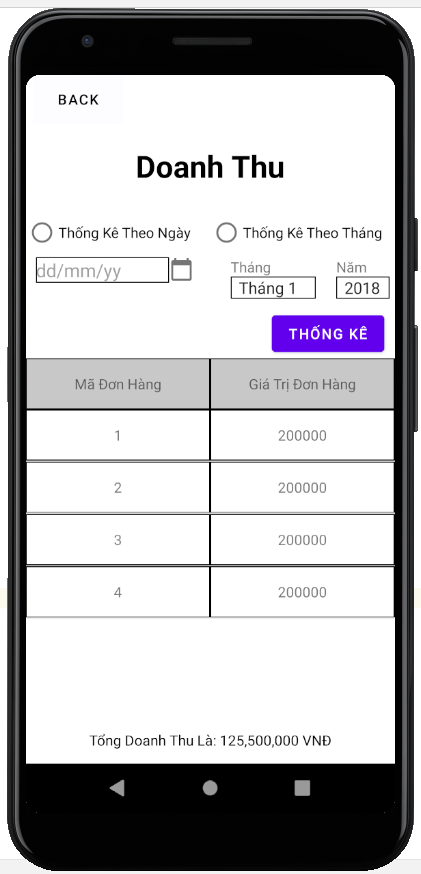 BACK
Doanh Thu
Thống Kê Theo Ngày
Thống Kê Theo Tháng
dd/mm/yy
Tháng
Năm
Tháng 1
2018
THỐNG KÊ
Mã Đơn Hàng
Giá Trị Đơn Hàng
1
200000
2
200000
3
200000
4
200000
Tổng Doanh Thu Là: 125,500,000 VNĐ